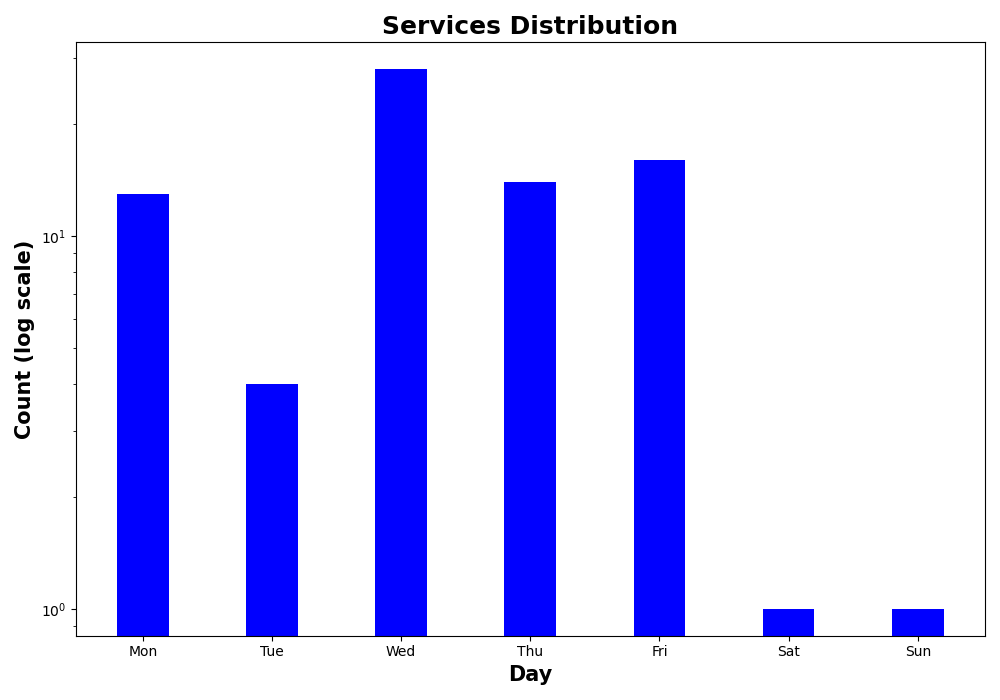 Services Distribution
Count (log scale)
10¹
10⁰
Mon Tue Wed Thu Fri Sat Sun
Day